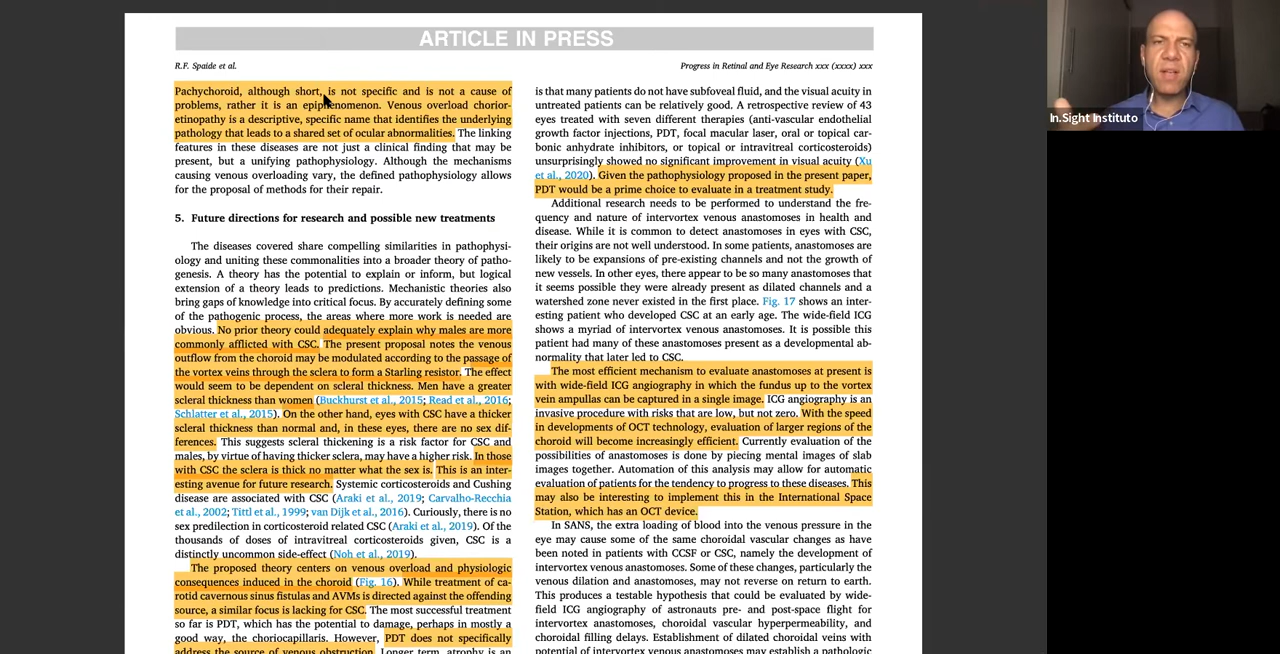 ARTICLE IN PRESS
R.F. Spaide et al.
Progress in Retinal and Eye Research xxx (xxxx) xxx
Pachychoroid, although short, is not specific and is not a cause of
problems, rather it is an epiphenomenon. Venous overload chorior-
etinopathy is a descriptive, specific name that identifies the underlying
pathology that leads to a shared set of ocular abnormalities. The linking
features in these diseases are not just a clinical finding that may be
present, but a unifying pathophysiology. Although the mechanisms
causing venous overloading vary, the defined pathophysiology allows
for the proposal of methods for their repair.
5. Future directions for research and possible new treatments
The diseases covered share compelling similarities in pathophysi-
ology and uniting these commonalities into a broader theory of patho-
genesis. A theory has the potential to explain or inform, but logical
extension of a theory leads to predictions. Mechanistic theories also
bring gaps of knowledge into critical focus. By accurately defining some
of the pathogenic process, the areas where more work is needed are
obvious. No prior theory could adequately explain why males are more
commonly afflicted with CSC. The present proposal notes the venous
outflow from the choroid may be modulated according to the passage of
the vortex veins through the sclera to form a Starling resistor. The effect
would seem to be dependent on scleral thickness. Men have a greater
scleral thickness than women (Buckhurst et al., 2015; Read et al., 2016;
Schlatter et al., 2015). On the other hand, eyes with CSC have a thicker
scleral thickness than normal and, in these eyes, there are no sex dif-
ferences. This suggests scleral thickening is a risk factor for CSC and
males, by virtue of having thicker sclera, may have a higher risk. In those
with CSC the sclera is thick no matter what the sex is. This is an inter-
esting avenue for future research. Systemic corticosteroids and Cushing
disease are associated with CSC (Araki et al., 2019; Carvalho-Recchia
et al., 2002; Tittl et al., 1999; van Dijk et al., 2016). Curiously, there is no
sex predilection in corticosteroid related CSC (Araki et al., 2019). Of the
thousands of doses of intravitreal corticosteroids given, CSC is a
distinctly uncommon side-effect (Noh et al., 2019).
The proposed theory centers on venous overload and physiologic
consequences induced in the choroid (Fig. 16). While treatment of ca-
rotid cavernous sinus fistulas and AVMs is directed against the offending
source, a similar focus is lacking for CSC. The most successful treatment
so far is PDT, which has the potential to damage, perhaps in mostly a
good way, the choriocapillaris. However, PDT does not specifically
address the source of venous obstruction. Longer term, atrophy is an
is that many patients do not have subfoveal fluid, and the visual acuity in
untreated patients can be relatively good. A retrospective review of 43
eyes treated with seven different therapies (anti-vascular endothelial
growth factor injections, PDT, focal macular laser, oral or topical car-
bonic anhydrate inhibitors, or topical or intravitreal corticosteroids)
unsurprisingly showed no significant improvement in visual acuity (Xu
et al., 2020). Given the pathophysiology proposed in the present paper,
PDT would be a prime choice to evaluate in a treatment study.
Additional research needs to be performed to understand the fre-
quency and nature of intervortex venous anastomoses in health and
disease. While it is common to detect anastomoses in eyes with CSC,
their origins are not well understood. In some patients, anastomoses are
likely to be expansions of pre-existing channels and not the growth of
new vessels. In other eyes, there appear to be so many anastomoses that
it seems possible they were already present as dilated channels and a
watershed zone never existed in the first place. Fig. 17 shows an inter-
esting patient who developed CSC at an early age. The wide-field ICG
shows a myriad of intervortex venous anastomoses. It is possible this
patient had many of these anastomoses present as a developmental ab-
normality that later led to CSC.
The most efficient mechanism to evaluate anastomoses at present is
with wide-field ICG angiography in which the fundus up to the vortex
vein ampullas can be captured in a single image. ICG angiography is an
invasive procedure with risks that are low, but not zero. With the speed
in developments of OCT technology, evaluation of larger regions of the
choroid will become increasingly efficient. Currently evaluation of the
possibilities of anastomoses is done by piecing mental images of slab
images together. Automation of this analysis may allow for automatic
evaluation of patients for the tendency to progress to these diseases. This
may also be interesting to implement this in the International Space
Station, which has an OCT device.
In SANS, the extra loading of blood into the venous pressure in the
eye may cause some of the same choroidal vascular changes as have
been noted in patients with CCSF or CSC, namely the development of
intervortex venous anastomoses. Some of these changes, particularly the
venous dilation and anastomoses, may not reverse on return to earth.
This produces a testable hypothesis that could be evaluated by wide-
field ICG angiography of astronauts pre- and post-space flight for
intervortex anastomoses, choroidal vascular hyperpermeability, and
choroidal filling delays. Establishment of dilated choroidal veins with
potential of intervortex venous anastomoses may establish a pathologic
In.Sight Instituto